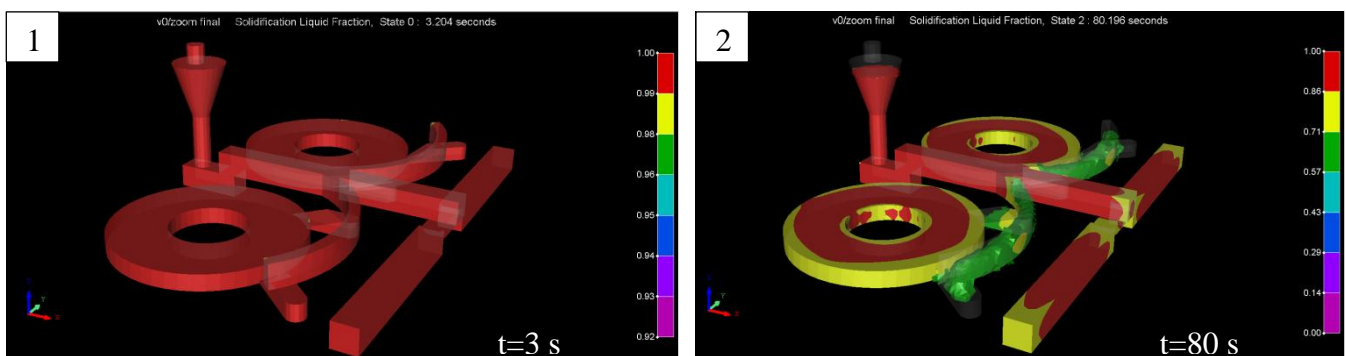 1
v0/zoom final Solidification Liquid Fraction, State 0 : 3.204 seconds
1.00
0.99
0.98
0.96
0.95
0.94
0.93
0.92
Z
Y
X
t=3 s
2
v0/zoom final Solidification Liquid Fraction, State 2 : 80.196 seconds
1.00
0.86
0.71
0.57
0.43
0.29
0.14
0.00
Z
Y
X
t=80 s